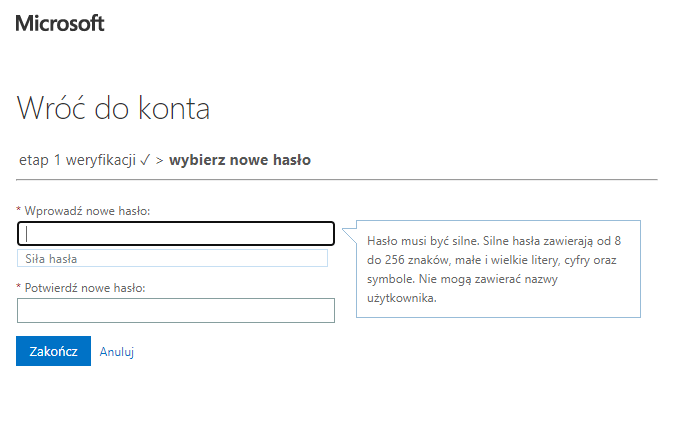 Microsoft
Wróć do konta
etap 1 weryfikacji ✓ > wybierz nowe hasło
* Wprowadź nowe hasło:
Siła hasła
Hasło musi być silne. Silne hasła zawierają od 8
do 256 znaków, małe i wielkie litery, cyfry oraz
symbole. Nie mogą zawierać nazwy
użytkownika.
* Potwierdź nowe hasło:
Zakończ Anuluj